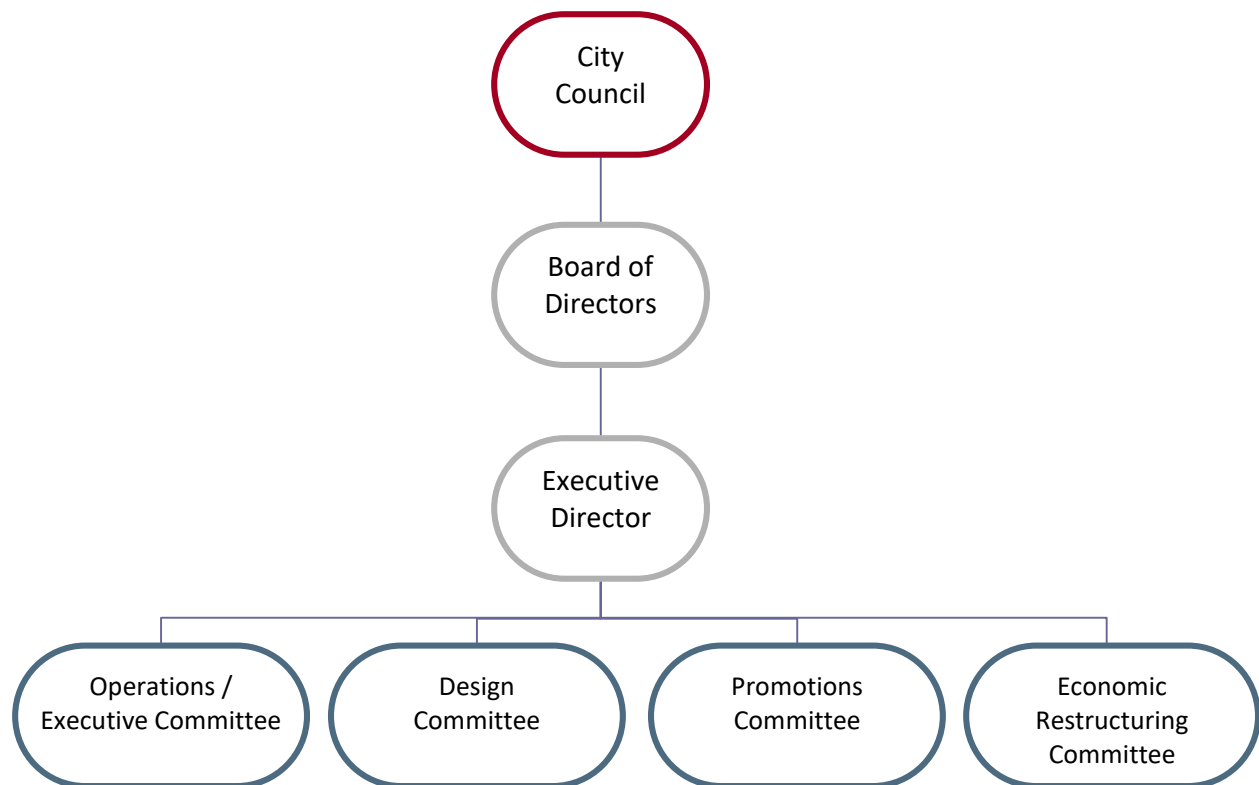 City
Council
Board of
Directors
Executive
Director
Operations /
Executive Committee
Design
Committee
Promotions
Committee
Economic
Restructuring
Committee